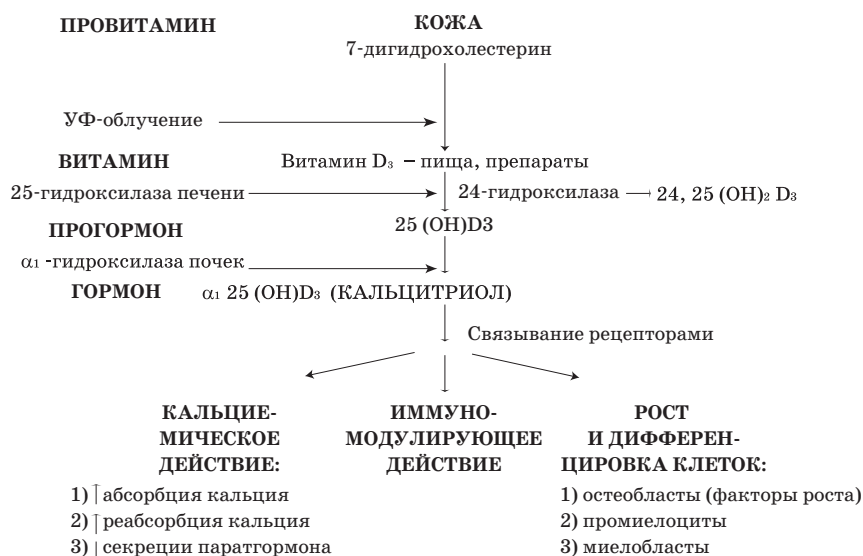 ПРОВИТАМИН КОЖА
7-дигидрохолестерин
УФ-облучение
ВИТАМИН Витамин D₃ – пища, препараты
25-гидроксилаза печени 24-гидроксилаза 24, 25 (OH)₂ D₃
25 (OH)D3
ПРОГОРМОН
α₁ -гидроксилаза почек
ГОРМОН α₁ 25 (OH)D₃ (КАЛЬЦИТРИОЛ)
Связывание рецепторами
КАЛЬЦИЕ-
МИЧЕСКОЕ
ДЕЙСТВИЕ:
1) ↑ абсорбция кальция
2) ↑ реабсорбция кальция
3) ↓ секреции паратгормона
ИММУНО-
МОДУЛИРУЮЩЕЕ
ДЕЙСТВИЕ
РОСТ
И ДИФФЕРЕН-
ЦИРОВКА КЛЕТОК:
1) остеобласты (факторы роста)
2) промиелоциты
3) миелобласты